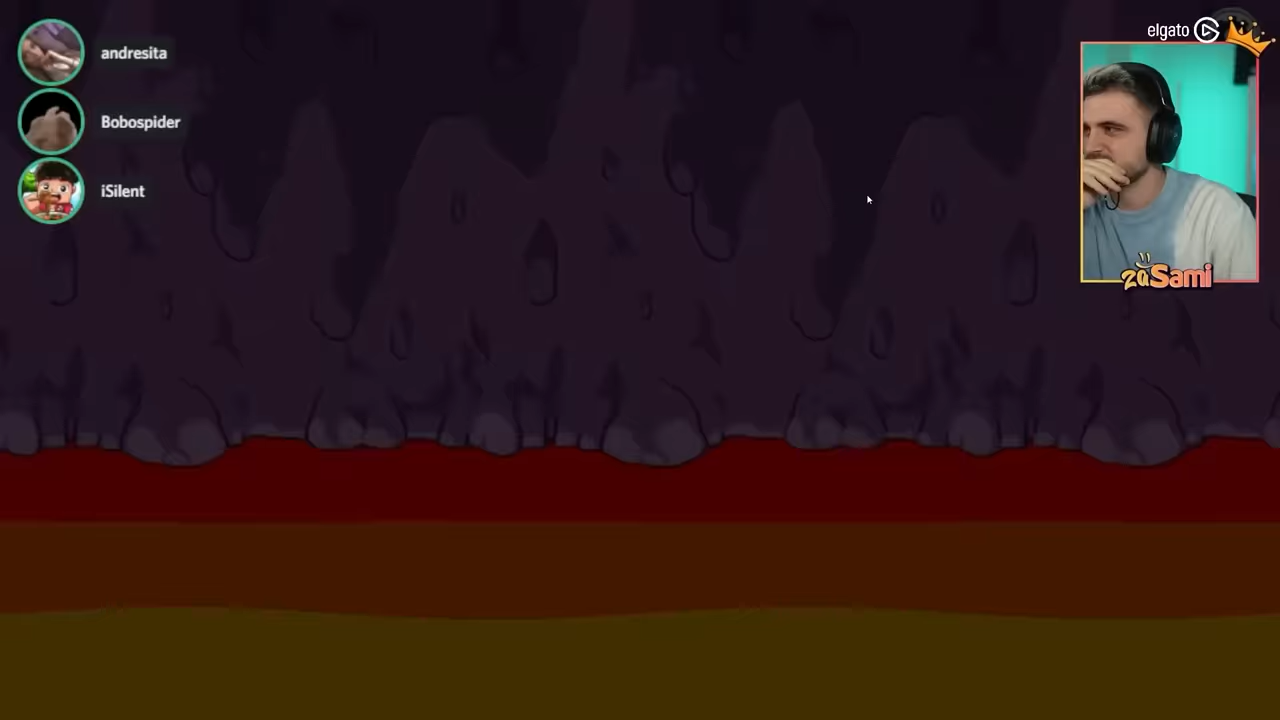 andresita
Bobospider
iSilent
elgato
zaSami